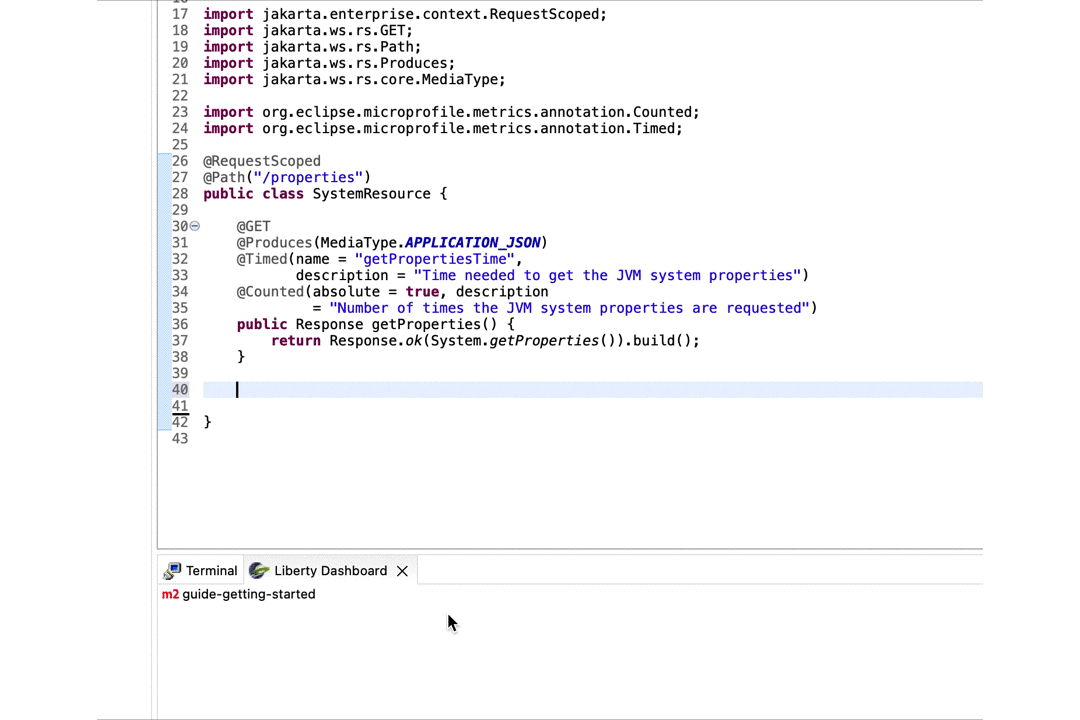 17 import jakarta.enterprise.context.RequestScoped;
18 import jakarta.ws.rs.GET;
19 import jakarta.ws.rs.Path;
20 import jakarta.ws.rs.Produces;
21 import jakarta.ws.rs.core.MediaType;
22
23 import org.eclipse.microprofile.metrics.annotation.Counted;
24 import org.eclipse.microprofile.metrics.annotation.Timed;
25
26 @RequestScoped
27 @Path("/properties")
28 public class SystemResource {
29
30 @GET
31 @Produces(MediaType.APPLICATION_JSON)
32 @Timed(name = "getPropertiesTime",
33 description = "Time needed to get the JVM system properties")
34 @Counted(absolute = true, description
35 = "Number of times the JVM system properties are requested")
36 public Response getProperties() {
37 return Response.ok(System.getProperties()).build();
38 }
39
40
41
42 }
43
Terminal Liberty Dashboard
m2 guide-getting-started